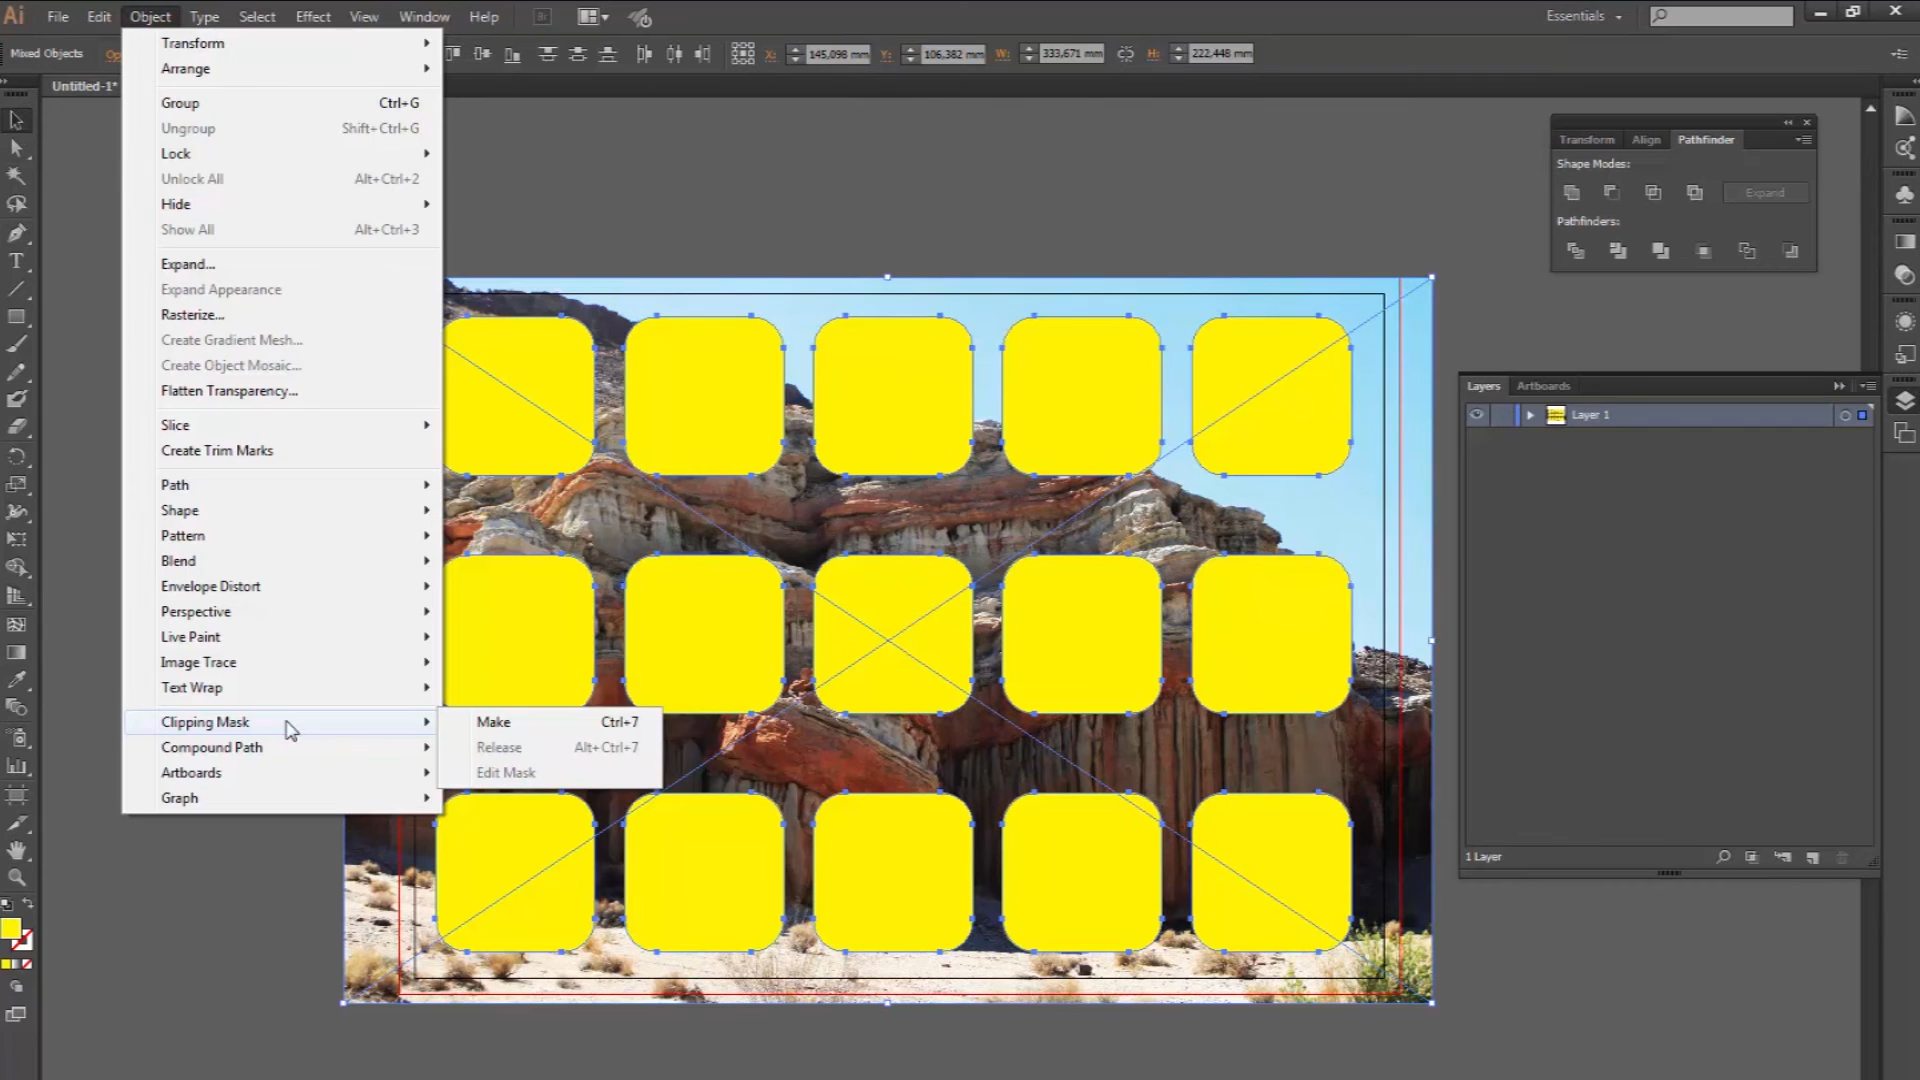 Ai File Edit Object Type Select Effect View Window Help Br Essentials
Mixed Objects Op X: 145,098 mm Y: 106,382 mm W: 333,671 mm H: 222,448 mm
Untitled-1*
Transform
Arrange
Group Ctrl+G
Ungroup Shift+Ctrl+G
Lock
Unlock All Alt+Ctrl+2
Hide
Show All Alt+Ctrl+3
Expand...
Expand Appearance
Rasterize...
Create Gradient Mesh...
Create Object Mosaic...
Flatten Transparency...
Slice
Create Trim Marks
Path
Shape
Pattern
Blend
Envelope Distort
Perspective
Live Paint
Image Trace
Text Wrap
Clipping Mask
Compound Path
Artboards
Graph
Make Ctrl+7
Release Alt+Ctrl+7
Edit Mask
Transform Align Pathfinder
Shape Modes:
Expand
Pathfinders:
Layers Artboards
Layer 1
1 Layer